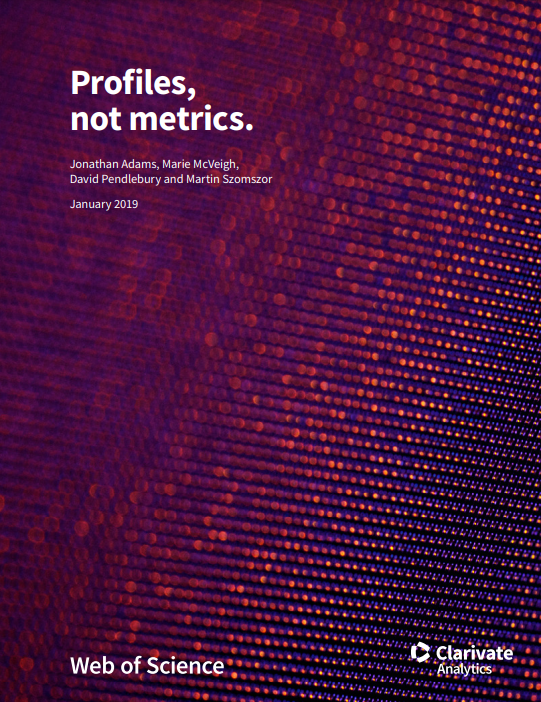 Profiles,
not metrics.
Jonathan Adams, Marie McVeigh,
David Pendlebury and Martin Szomszor
January 2019
Web of Science
Clarivate
Analytics